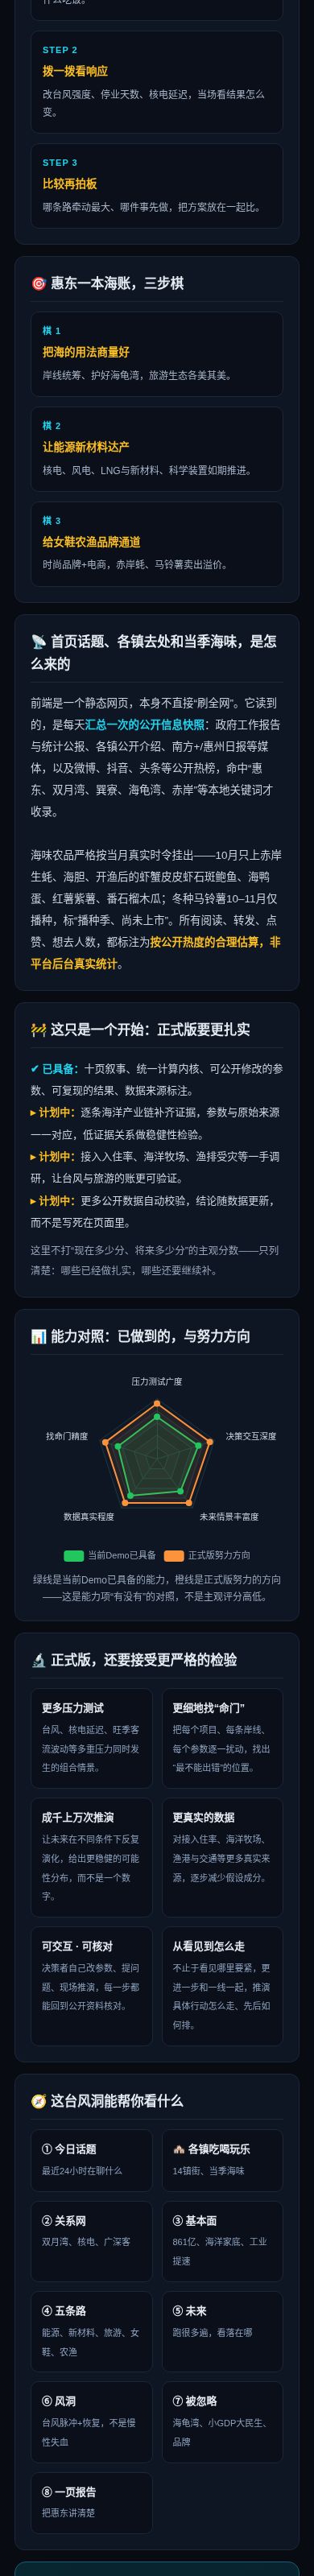 STEP 2
拨一拨看响应
改台风强度、停业天数、核电延迟，当场看结果怎么
变。
STEP 3
比较再拍板
哪条路牵动最大、哪件事先做，把方案放在一起比。
🎯 惠东一本海账，三步棋
棋 1
把海的用法商量好
岸线统筹、护好海龟湾，旅游生态各美其美。
棋 2
让能源新材料达产
核电、风电、LNG与新材料、科学装置如期推进。
棋 3
给女鞋农渔品牌通道
时尚品牌+电商，赤岸蚝、马铃薯卖出溢价。
📡 首页话题、各镇去处和当季海味，是怎
么来的
前端是一个静态网页，本身不直接“刷全网”。它读到
的，是每天汇总一次的公开信息快照：政府工作报告
与统计公报、各镇公开介绍、南方+/惠州日报等媒
体，以及微博、抖音、头条等公开热榜，命中“惠
东、双月湾、巽寮、海龟湾、赤岸”等本地关键词才
收录。
海味农品严格按当月真实时令挂出——10月只上赤岸
生蚝、海胆、开渔后的虾蟹皮皮虾石斑鲍鱼、海鸭
蛋、红薯紫薯、番石榴木瓜；冬种马铃薯10–11月仅
播种，标“播种季、尚未上市”。所有阅读、转发、点
赞、想去人数，都标注为按公开热度的合理估算，非
平台后台真实统计。
🚧 这只是一个开始：正式版要更扎实
✔ 已具备：十页叙事、统一计算内核、可公开修改的参
数、可复现的结果、数据来源标注。
▸ 计划中：逐条海洋产业链补齐证据，参数与原始来源
一一对应，低证据关系做稳健性检验。
▸ 计划中：接入入住率、海洋牧场、渔排受灾等一手调
研，让台风与旅游的账更可验证。
▸ 计划中：更多公开数据自动校验，结论随数据更新，
而不是写死在页面里。
这里不打“现在多少分、将来多少分”的主观分数——只列
清楚：哪些已经做扎实，哪些还要继续补。
📊 能力对照：已做到的，与努力方向
压力测试广度
找命门精度
决策交互深度
数据真实程度
未来情景丰富度
当前Demo已具备
正式版努力方向
绿线是当前Demo已具备的能力，橙线是正式版努力的方向
——这是能力项“有没有”的对照，不是主观评分高低。
🔬 正式版，还要接受更严格的检验
更多压力测试
台风、核电延迟、旺季客
流波动等多重压力同时发
生的组合情景。
更细地找“命门”
把每个项目、每条岸线、
每个参数逐一扰动，找出
“最不能出错”的位置。
成千上万次推演
让未来在不同条件下反复
演化，给出更稳健的可能
性分布，而不是一个数
字。
更真实的数据
对接入住率、海洋牧场、
渔港与交通等更多真实来
源，逐步减少假设成分。
可交互 · 可核对
决策者自己改参数、提问
题、现场推演，每一步都
能回到公开资料核对。
从看见到怎么走
不止于看见哪里要紧，更
进一步和一线一起，推演
具体行动怎么走、先后如
何排。
🧭 这台风洞能帮你看什么
① 今日话题
最近24小时在聊什么
🏘️ 各镇吃喝玩乐
14镇街、当季海味
② 关系网
双月湾、核电、广深客
③ 基本面
861亿、海洋家底、工业
提速
④ 五条路
能源、新材料、旅游、女
鞋、农渔
⑤ 未来
跑很多遍，看落在哪
⑥ 风洞
台风脉冲+恢复，不是慢
性失血
⑦ 被忽略
海龟湾、小GDP大民生、
品牌
⑧ 一页报告
把惠东讲清楚